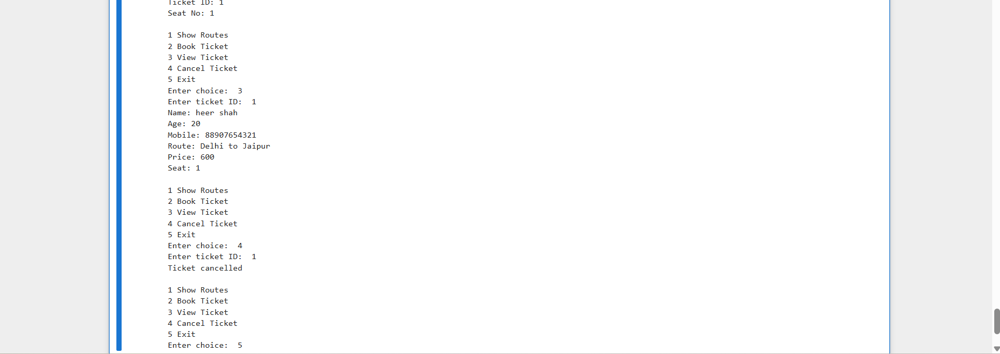 Ticket ID: 1
Seat No: 1
1 Show Routes
2 Book Ticket
3 View Ticket
4 Cancel Ticket
5 Exit
Enter choice:  3
Enter ticket ID:  1
Name: heer shah
Age: 20
Mobile: 88907654321
Route: Delhi to Jaipur
Price: 600
Seat: 1
1 Show Routes
2 Book Ticket
3 View Ticket
4 Cancel Ticket
5 Exit
Enter choice:  4
Enter ticket ID:  1
Ticket cancelled
1 Show Routes
2 Book Ticket
3 View Ticket
4 Cancel Ticket
5 Exit
Enter choice:  5